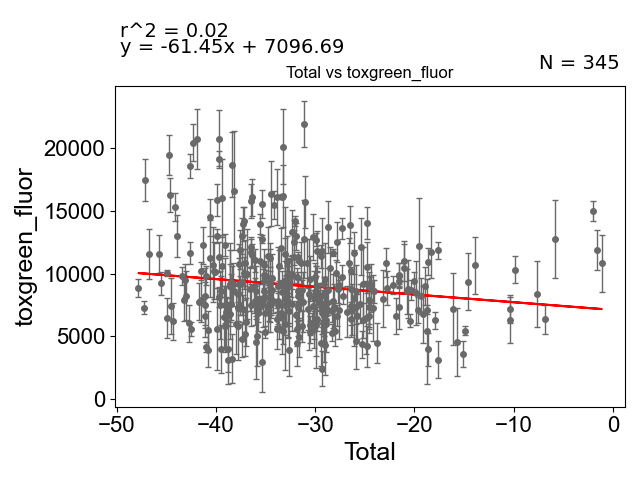 r^2 = 0.02
y = -61.45x + 7096.69
N = 345
Total vs toxgreen_fluor
toxgreen_fluor
20000
15000
10000
5000
0
−50
−40
−30
−20
−10
0
Total